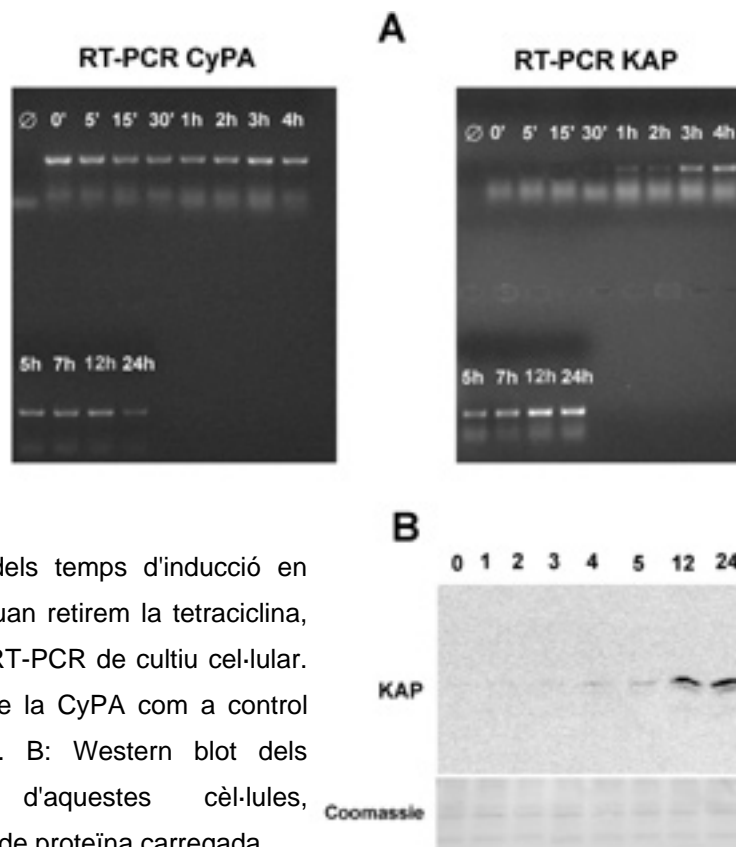 A
RT-PCR CyPA
RT-PCR KAP
Ø 0' 5' 15' 30' 1h 2h 3h 4h
Ø 0' 5' 15' 30' 1h 2h 3h 4h
5h 7h 12h 24h
5h 7h 12h 24h
dels temps d'inducció en
uan retirem la tetraciclina,
RT-PCR de cultiu cel·lular.
e la CyPA com a control
. B: Western blot dels
d'aquestes cèl·lules,
de proteïna carregada
B
0 1 2 3 4 5 12 24
KAP
Coomassie